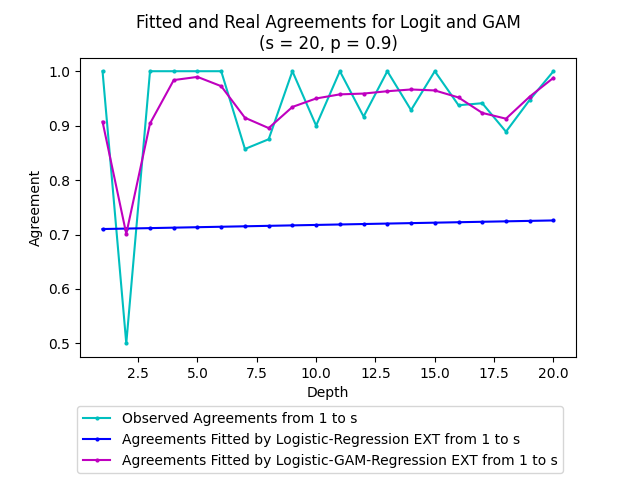 Fitted and Real Agreements for Logit and GAM
(s = 20, p = 0.9)
1.0
0.9
0.8
0.7
0.6
0.5
Agreement
2.5 5.0 7.5 10.0 12.5 15.0 17.5 20.0
Depth
Observed Agreements from 1 to s
Agreements Fitted by Logistic-Regression EXT from 1 to s
Agreements Fitted by Logistic-GAM-Regression EXT from 1 to s